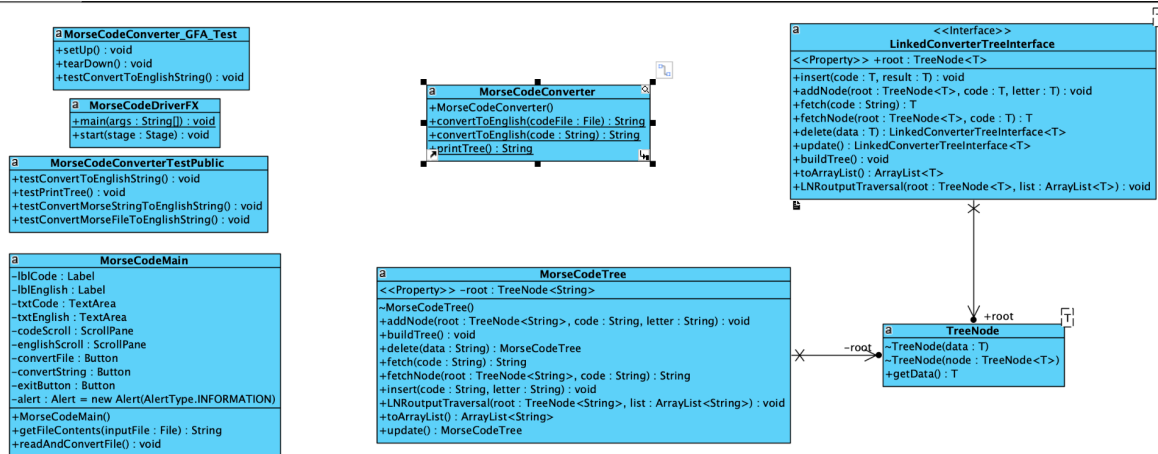 a MorseCodeConverter_GFA_Test
+setUp() : void
+tearDown() : void
+testConvertToEnglishString() : void
a MorseCodeDriverFX
+main(args : String[]) : void
+start(stage : Stage) : void
a MorseCodeConverterTestPublic
+testConvertToEnglishString() : void
+testPrintTree() : void
+testConvertMorseStringToEnglishString() : void
+testConvertMorseFileToEnglishString() : void
a MorseCodeMain
-lblCode : Label
-lblEnglish : Label
-txtCode : TextArea
-txtEnglish : TextArea
-codeScroll : ScrollPane
-englishScroll : ScrollPane
-convertFile : Button
-convertString : Button
-exitButton : Button
-alert : Alert = new Alert(AlertType.INFORMATION)
+MorseCodeMain()
+getFileContents(inputFile : File) : String
+readAndConvertFile() : void
a MorseCodeConverter
+MorseCodeConverter()
+convertToEnglish(codeFile : File) : String
+convertToEnglish(code : String) : String
+printTree() : String
a <<Interface>>
LinkedConverterTreeInterface
<<Property>> +root : TreeNode<T>
+insert(code : T, result : T) : void
+addNode(root : TreeNode<T>, code : T, letter : T) : void
+fetch(code : String) : T
+fetchNode(root : TreeNode<T>, code : T) : T
+delete(data : T) : LinkedConverterTreeInterface<T>
+update() : LinkedConverterTreeInterface<T>
+buildTree() : void
+toArrayList() : ArrayList<T>
+LNRoutputTraversal(root : TreeNode<T>, list : ArrayList<T>) : void
a MorseCodeTree
<<Property>> -root : TreeNode<String>
~MorseCodeTree()
+addNode(root : TreeNode<String>, code : String, letter : String) : void
+buildTree() : void
+delete(data : String) : MorseCodeTree
+fetch(code : String) : String
+fetchNode(root : TreeNode<String>, code : String) : String
+insert(code : String, letter : String) : void
+LNRoutputTraversal(root : TreeNode<String>, list : ArrayList<String>) : void
+toArrayList() : ArrayList<String>
+update() : MorseCodeTree
-root
+root
T
a TreeNode
~TreeNode(data : T)
~TreeNode(node : TreeNode<T>)
+getData() : T